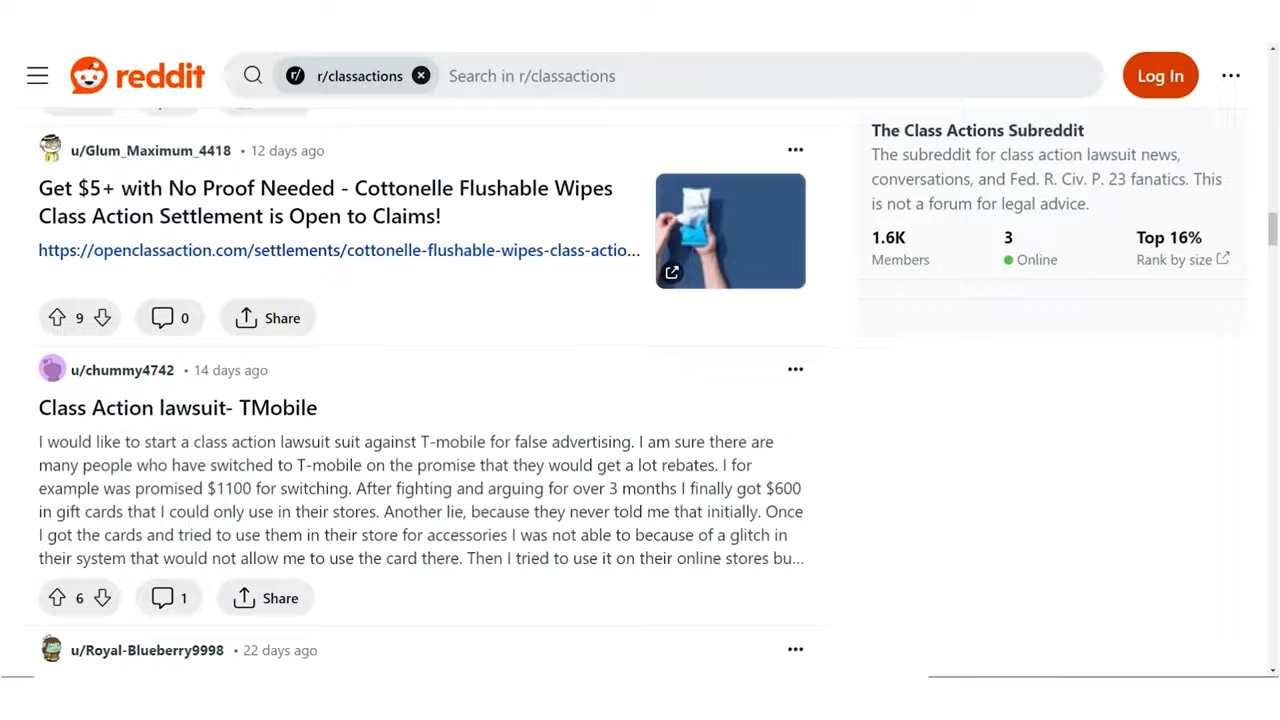 reddit
r/ r/classactions Search in r/classactions
Log In
u/Glum_Maximum_4418 • 12 days ago
Get $5+ with No Proof Needed - Cottonelle Flushable Wipes
Class Action Settlement is Open to Claims!
https://openclassaction.com/settlements/cottonelle-flushable-wipes-class-actio...
9
0
Share
u/chummy4742 • 14 days ago
Class Action lawsuit- TMobile
I would like to start a class action lawsuit suit against T-mobile for false advertising. I am sure there are
many people who have switched to T-mobile on the promise that they would get a lot rebates. I for
example was promised $1100 for switching. After fighting and arguing for over 3 months I finally got $600
in gift cards that I could only use in their stores. Another lie, because they never told me that initially. Once
I got the cards and tried to use them in their store for accessories I was not able to because of a glitch in
their system that would not allow me to use the card there. Then I tried to use it on their online stores bu...
6
1
Share
u/Royal-Blueberry9998 • 22 days ago
The Class Actions Subreddit
The subreddit for class action lawsuit news,
conversations, and Fed. R. Civ. P. 23 fanatics. This
is not a forum for legal advice.
1.6K 3 Top 16%
Members Online Rank by size